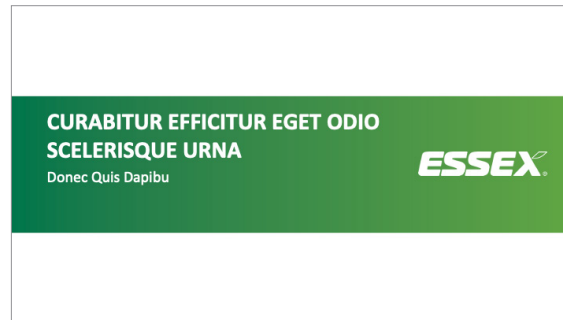 CURABITUR EFFICITUR EGET ODIO
SCELERISQUE URNA
Donec Quis Dapibu
ESSEX®